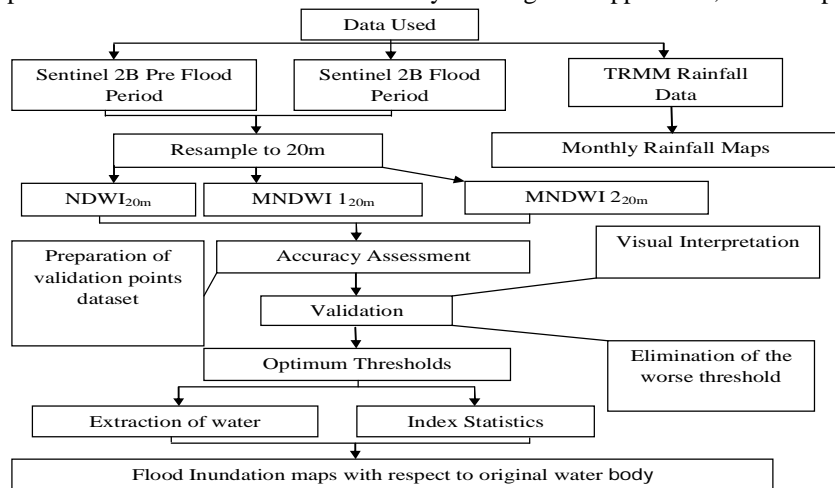 Data Used
Sentinel 2B Pre Flood
Period
Sentinel 2B Flood
Period
TRMM Rainfall
Data
Resample to 20m
Monthly Rainfall Maps
NDWI20m
MNDWI 120m
MNDWI 220m
Preparation of
validation points
dataset
Accuracy Assessment
Visual Interpretation
Validation
Optimum Thresholds
Elimination of the
worse threshold
Extraction of water
Index Statistics
Flood Inundation maps with respect to original water body